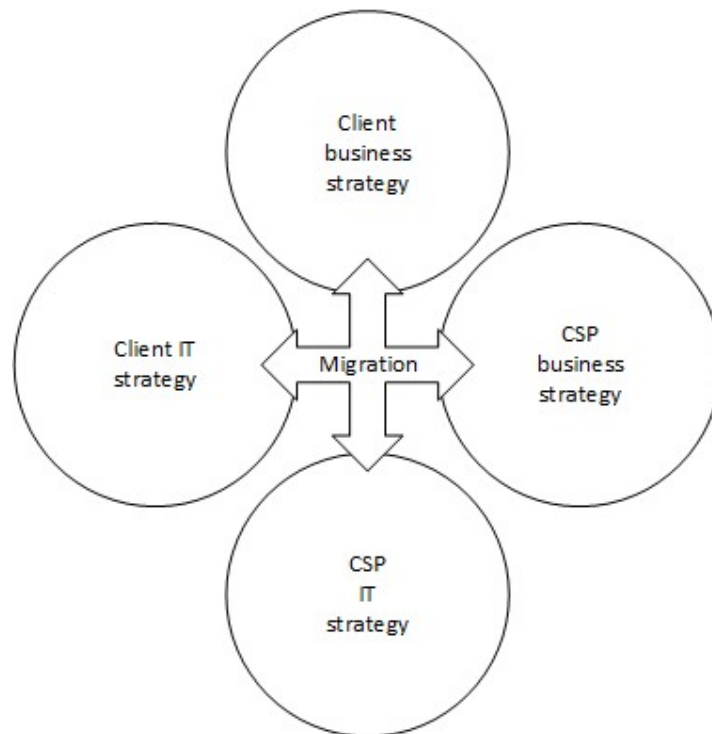 Client
business
strategy
Client IT
strategy
Migration
CSP
business
strategy
CSP
IT
strategy